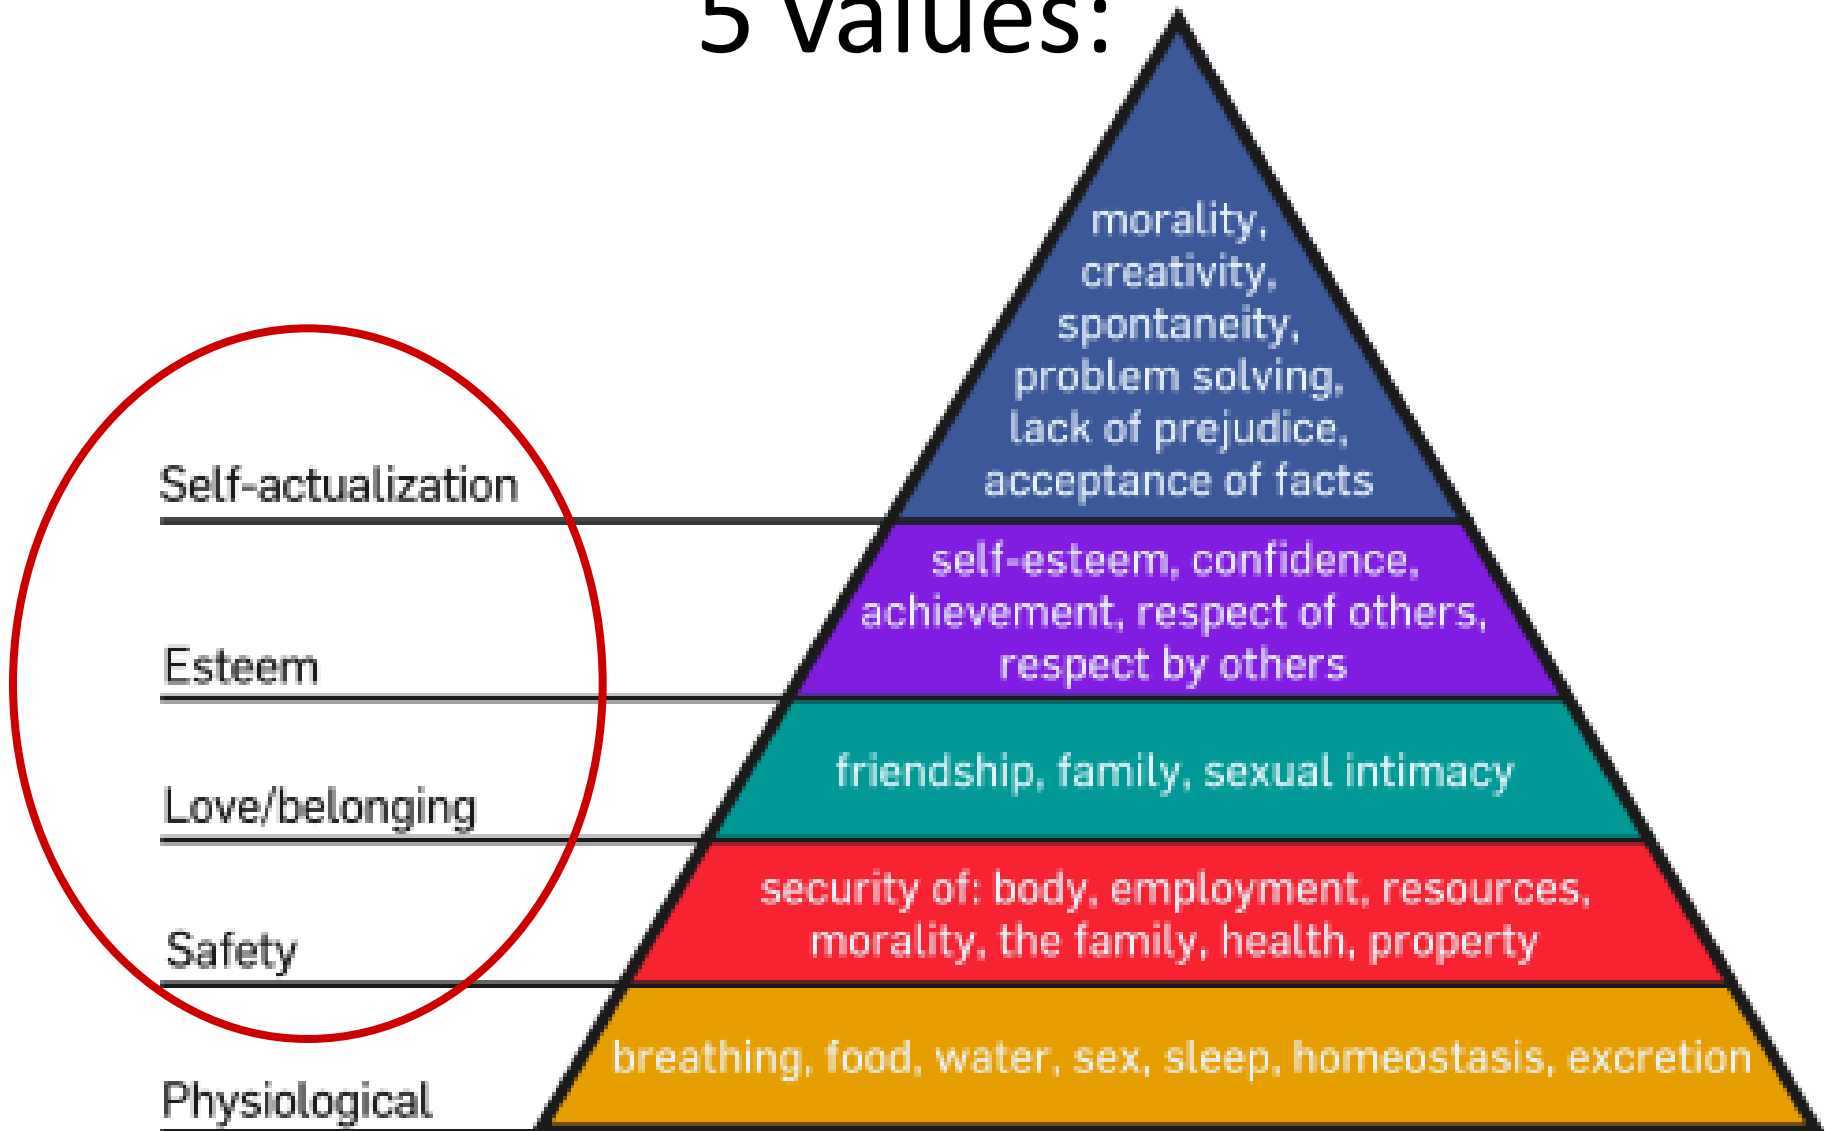 5 values:
morality,
creativity,
spontaneity,
problem solving,
lack of prejudice,
acceptance of facts
Self-actualization
self-esteem, confidence,
achievement, respect of others,
respect by others
Esteem
friendship, family, sexual intimacy
Love/belonging
security of: body, employment, resources,
morality, the family, health, property
Safety
breathing, food, water, sex, sleep, homeostasis, excretion
Physiological